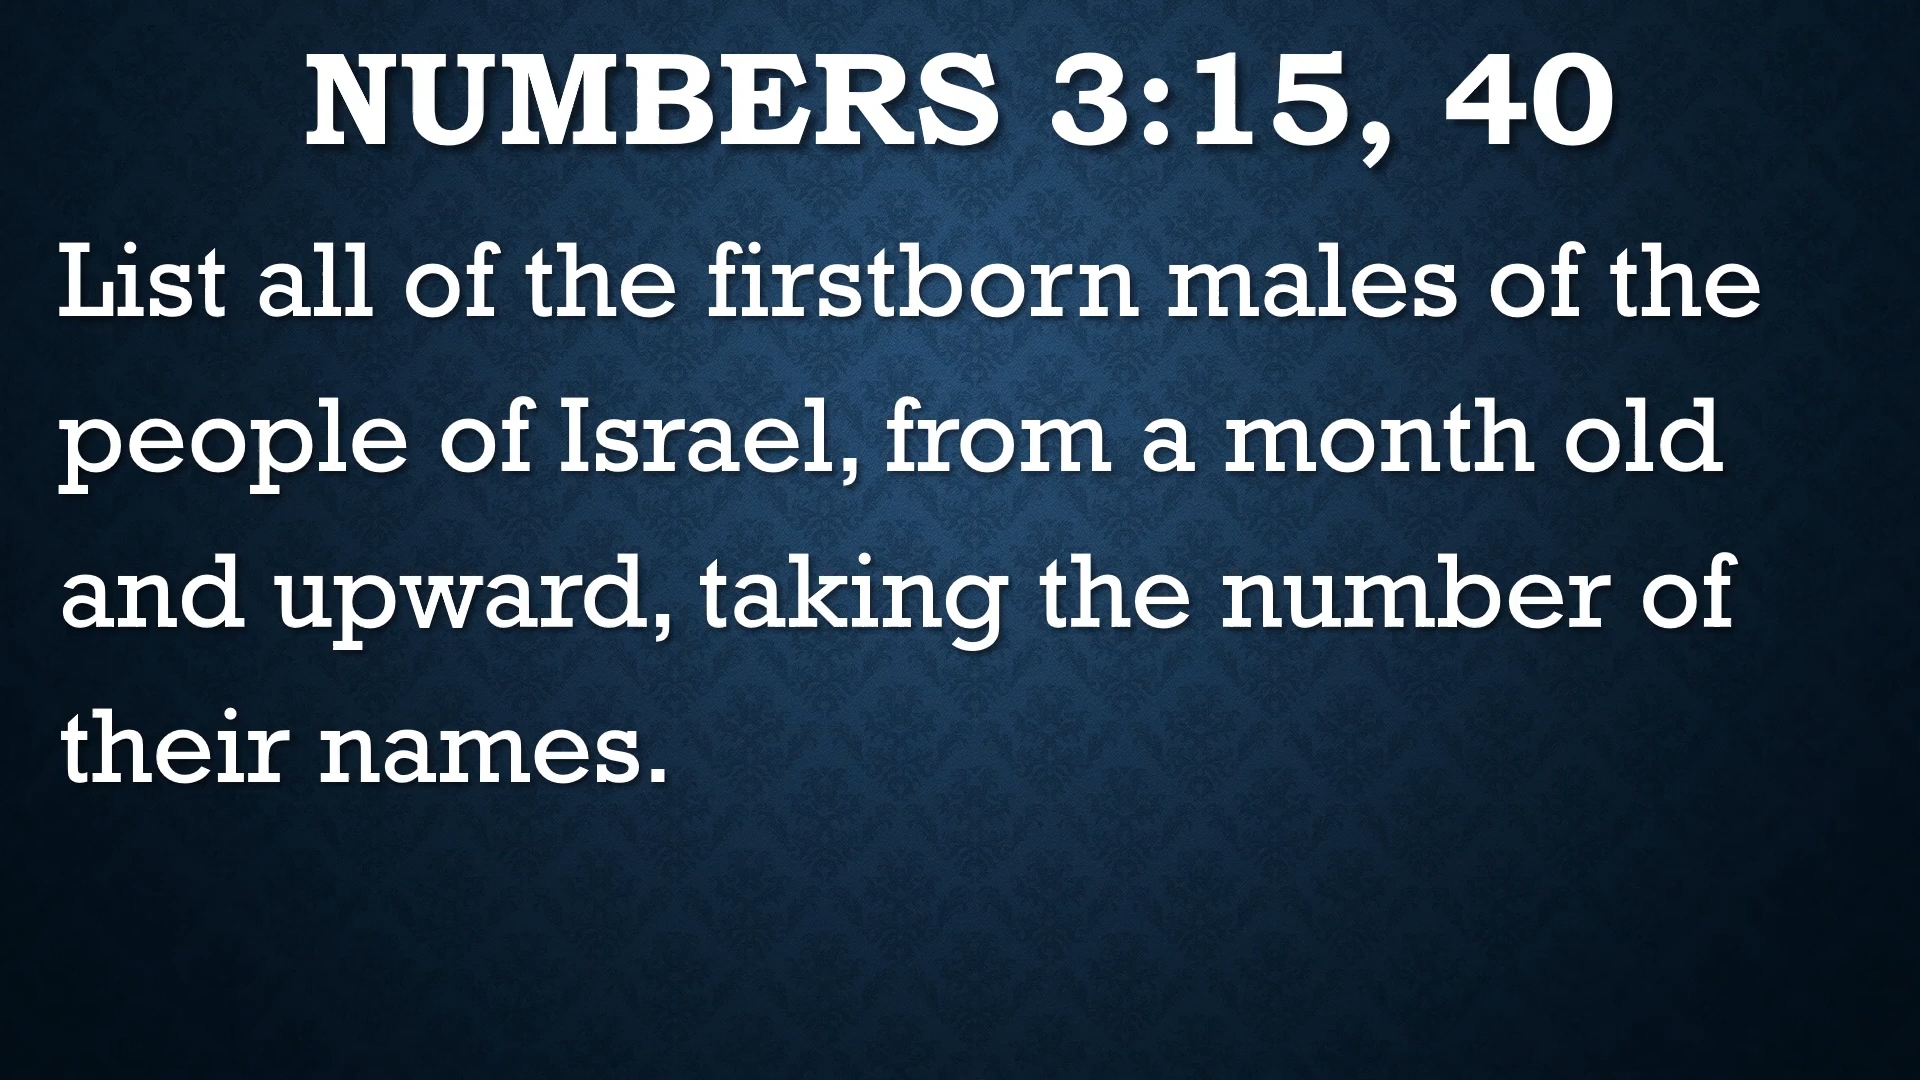 NUMBERS 3:15, 40
List all of the firstborn males of the
people of Israel, from a month old
and upward, taking the number of
their names.